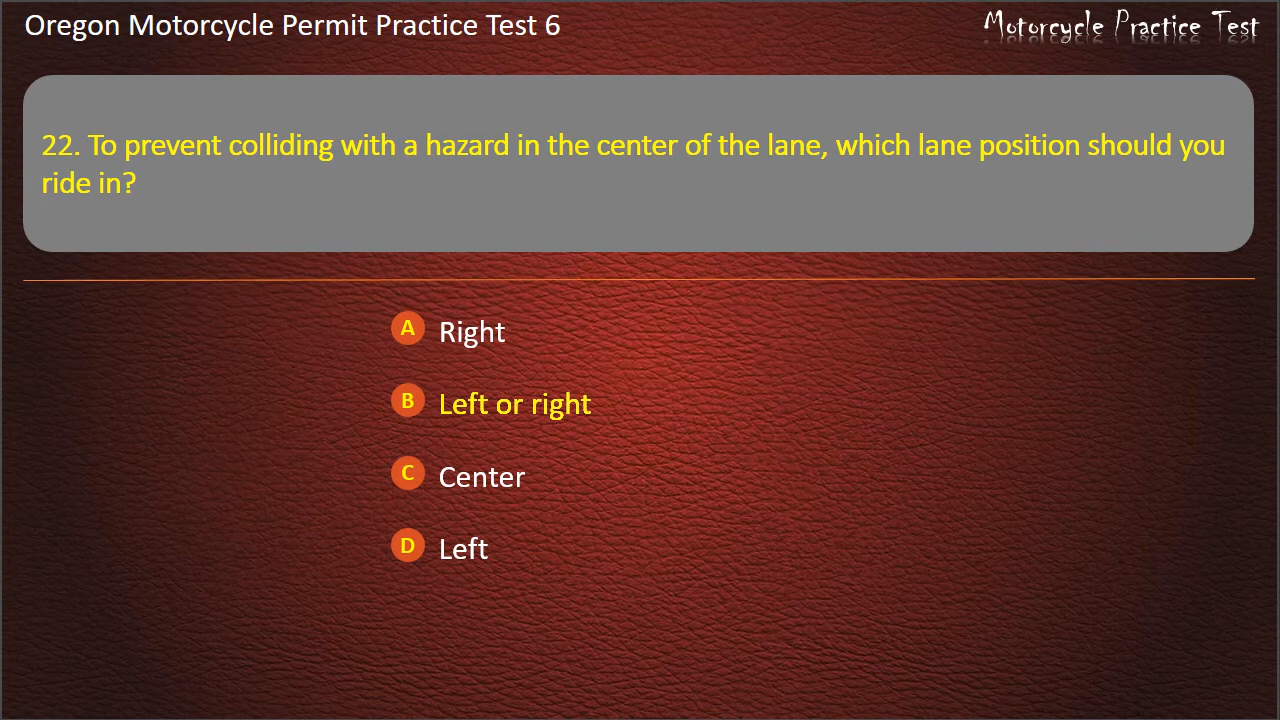 Oregon Motorcycle Permit Practice Test 6
Motorcycle Practice Test
22. To prevent colliding with a hazard in the center of the lane, which lane position should you
ride in?
A Right
B Left or right
C Center
D Left